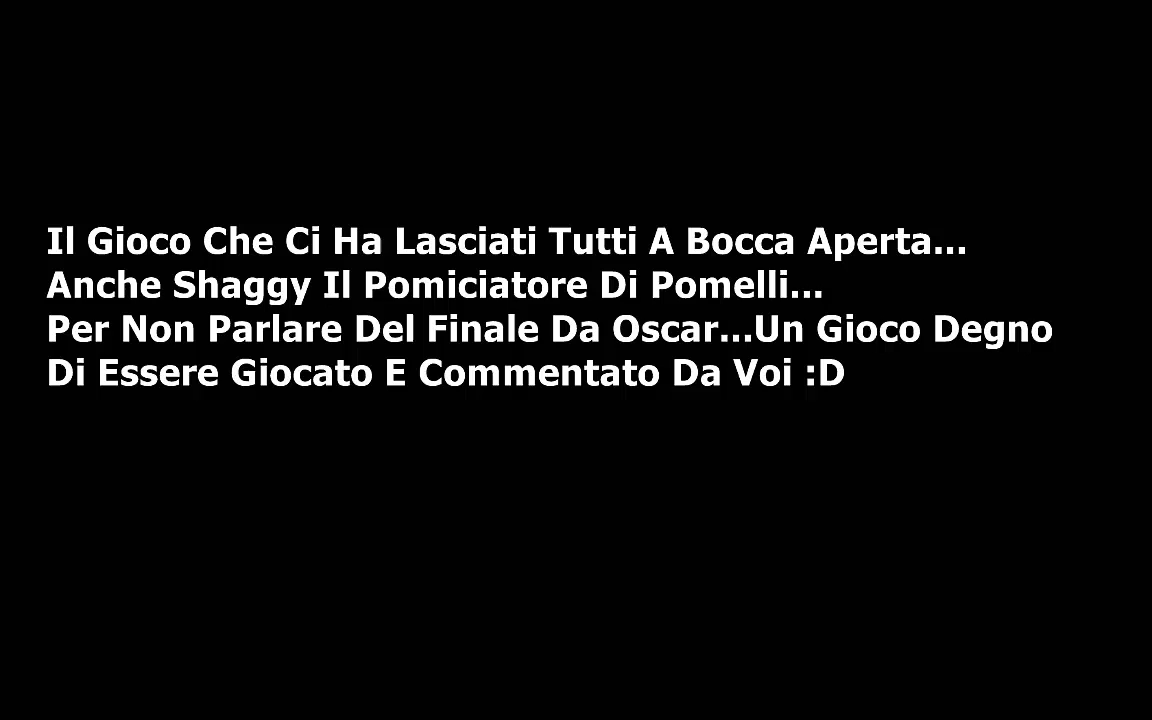 Il Gioco Che Ci Ha Lasciati Tutti A Bocca Aperta...
Anche Shaggy Il Pomiciatore Di Pomelli...
Per Non Parlare Del Finale Da Oscar...Un Gioco Degno
Di Essere Giocato E Commentato Da Voi :D